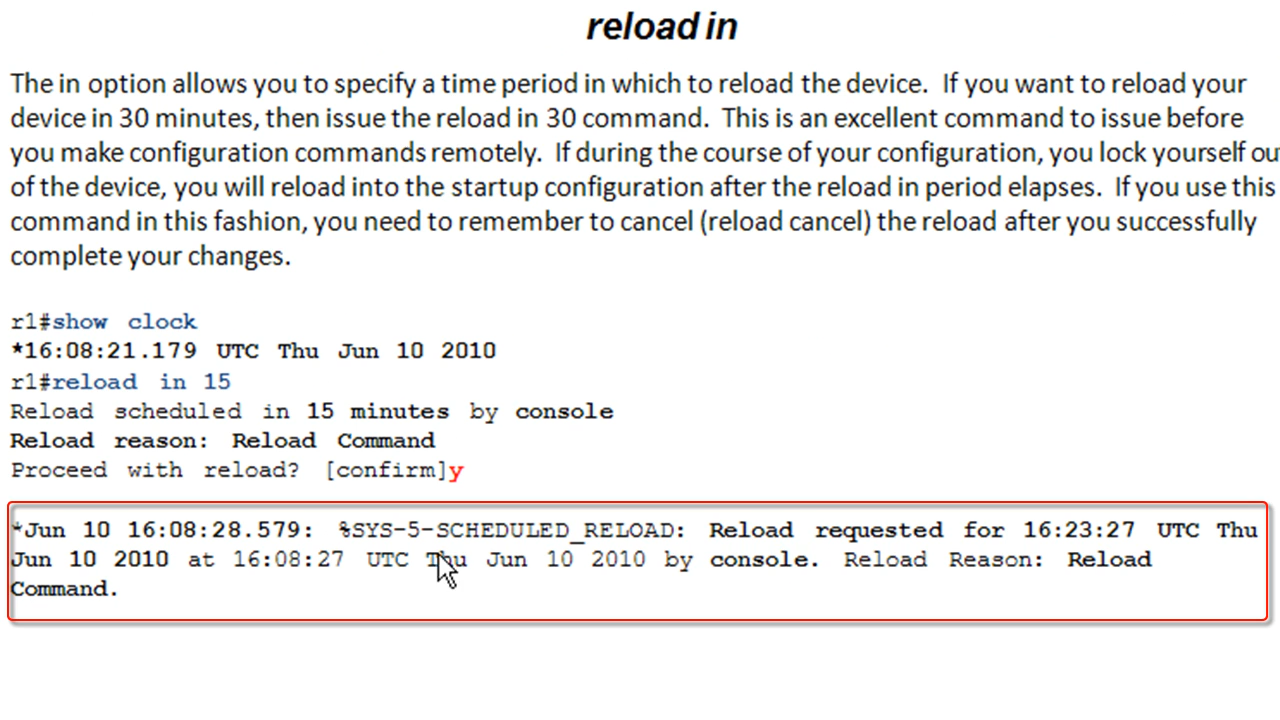 reload in
The in option allows you to specify a time period in which to reload the device. If you want to reload your
device in 30 minutes, then issue the reload in 30 command. This is an excellent command to issue before
you make configuration commands remotely. If during the course of your configuration, you lock yourself ou
of the device, you will reload into the startup configuration after the reload in period elapses. If you use this
command in this fashion, you need to remember to cancel (reload cancel) the reload after you successfully
complete your changes.
r1#show clock
*16:08:21.179 UTC Thu Jun 10 2010
r1#reload in 15
Reload scheduled in 15 minutes by console
Reload reason: Reload Command
Proceed with reload? [confirm]y
*Jun 10 16:08:28.579: %SYS-5-SCHEDULED_RELOAD: Reload requested for 16:23:27 UTC Thu
Jun 10 2010 at 16:08:27 UTC Thu Jun 10 2010 by console. Reload Reason: Reload
Command.